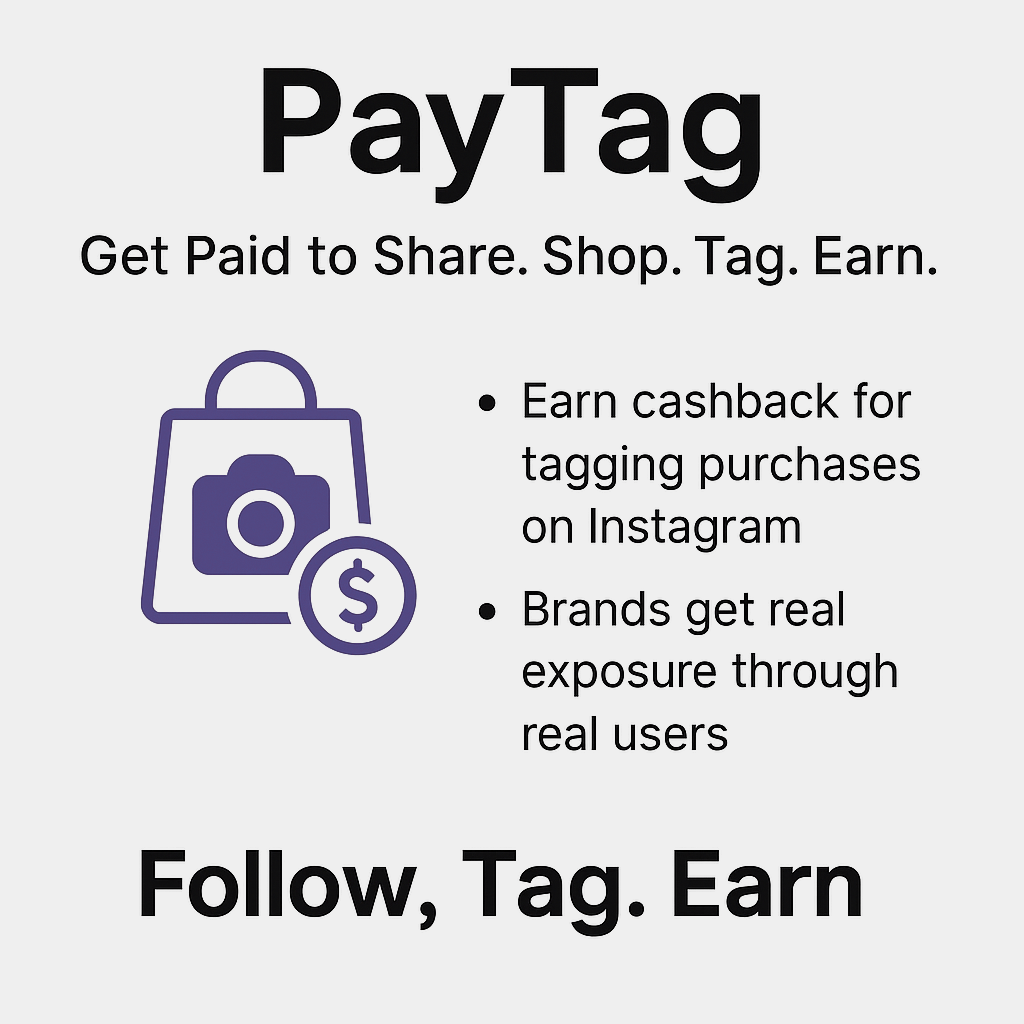 PayTag
Get Paid to Share. Shop. Tag. Earn.
$
• Earn cashback for
tagging purchases
on Instagram
• Brands get real
exposure through
real users
Follow, Tag. Earn